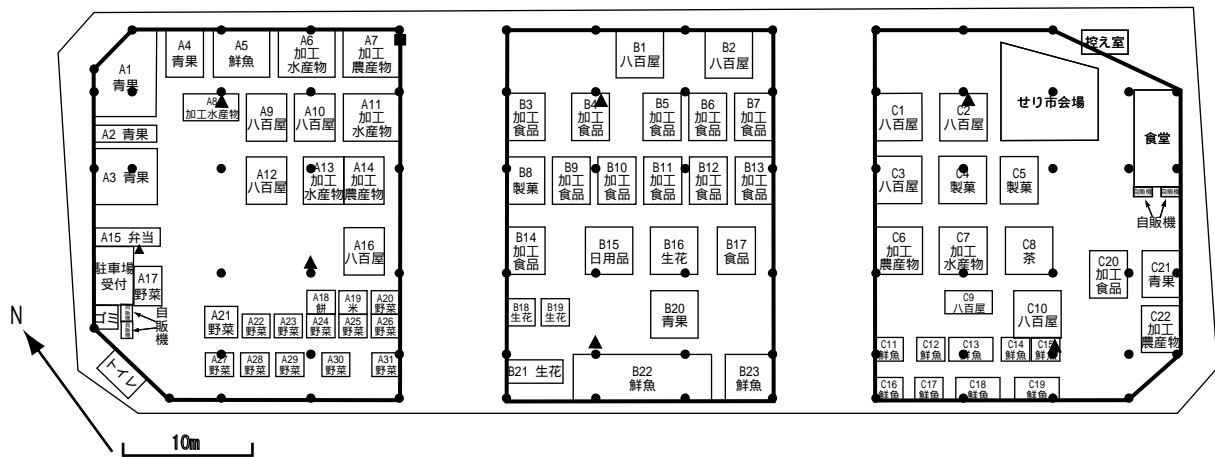 A1
青果
A4
青果
A5
鮮魚
A6
加工
水産物
A7
加工
農産物
A8
加工水産物
A9
八百屋
A10
八百屋
A11
加工
水産物
A2 青果
A3 青果
A12
八百屋
A13
加工
水産物
A14
加工
農産物
A15 弁当
A16
八百屋
駐車場
受付
A17
野菜
ゴミ
自
販
機
トイレ
A18
餅
A19
米
A20
野菜
A21
野菜
A22
野菜
A23
野菜
A24
野菜
A25
野菜
A26
野菜
A27
野菜
A28
野菜
A29
野菜
A30
野菜
A31
野菜
B1
八百屋
B2
八百屋
B3
加工
食品
B4
加工
食品
B5
加工
食品
B6
加工
食品
B7
加工
食品
B8
製菓
B9
加工
食品
B10
加工
食品
B11
加工
食品
B12
加工
食品
B13
加工
食品
B14
加工
食品
B15
日用品
B16
生花
B17
食品
B18
生花
B19
生花
B20
青果
B21 生花
B22
鮮魚
B23
鮮魚
控え室
せり市会場
C1
八百屋
C2
八百屋
食堂
C3
八百屋
C4
製菓
C5
製菓
自販機
自販機
自販機
C6
加工
農産物
C7
加工
水産物
C8
茶
C20
加工
食品
C21
青果
C9
八百屋
C10
八百屋
C22
加工
農産物
C11
鮮魚
C12
鮮魚
C13
鮮魚
C14
鮮魚
C15
鮮魚
C16
鮮魚
C17
鮮魚
C18
鮮魚
C19
鮮魚
N
10m